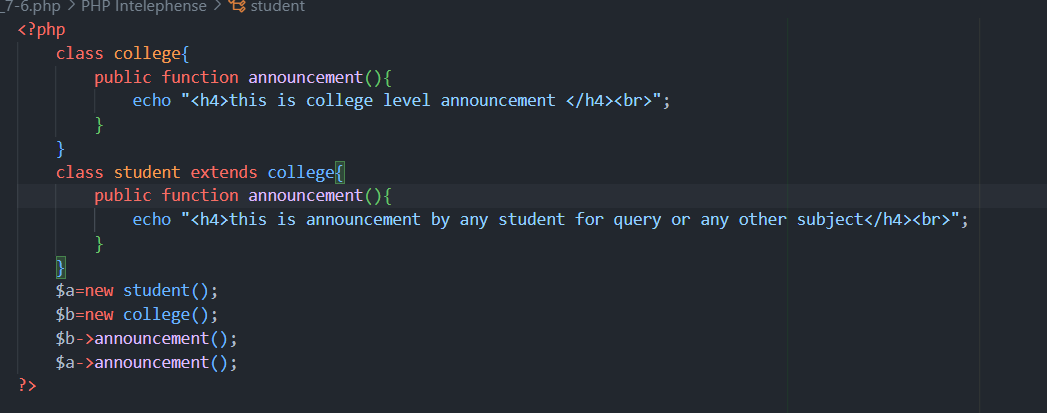 _7-6.php > PHP Intelephense > student
<?php
    class college{
        public function announcement(){
            echo "<h4>this is college level announcement </h4><br>";
        }
    }
    class student extends college{
        public function announcement(){
            echo "<h4>this is announcement by any student for query or any other subject</h4><br>";
        }
    }
    $a=new student();
    $b=new college();
    $b->announcement();
    $a->announcement();
?>